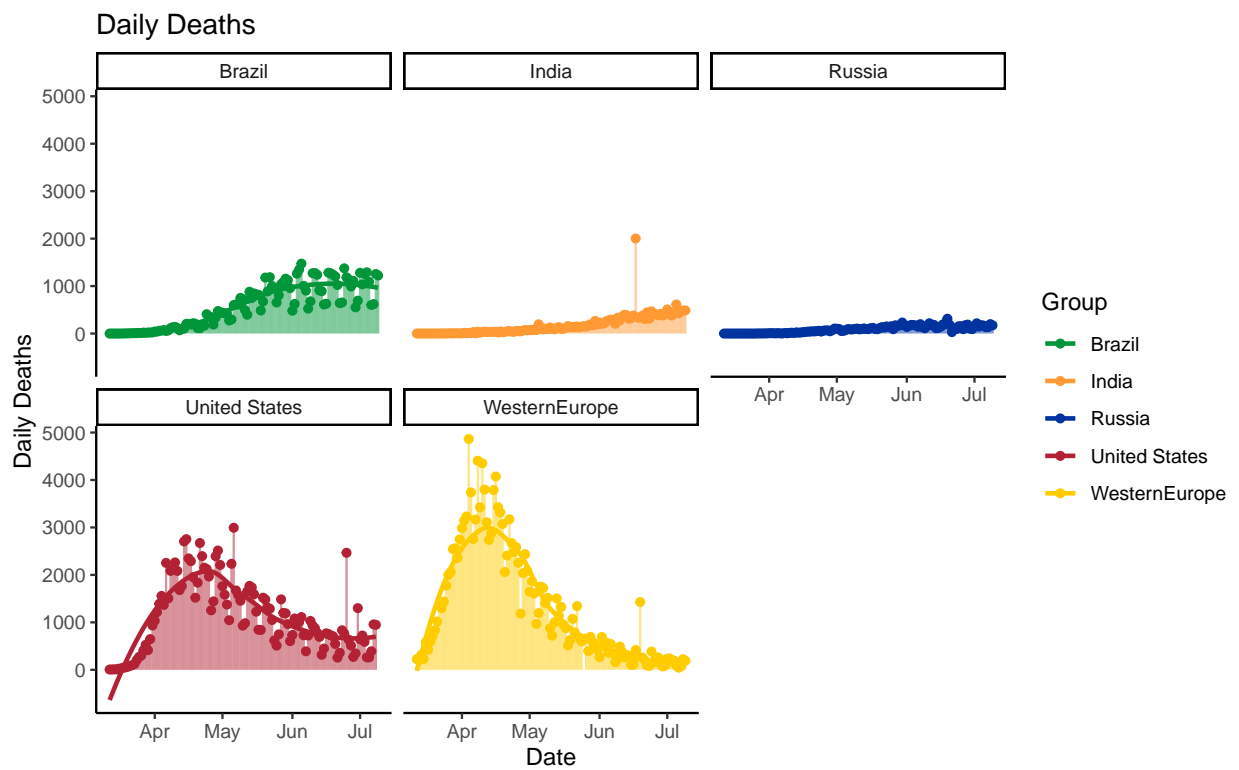 Daily Deaths
Brazil
India
Russia
5000
4000
3000
2000
1000
0
Apr May Jun Jul
United States
WesternEurope
5000
4000
3000
2000
1000
0
Apr May Jun Jul
Apr May Jun Jul
Date
Daily Deaths
Group
Brazil
India
Russia
United States
WesternEurope